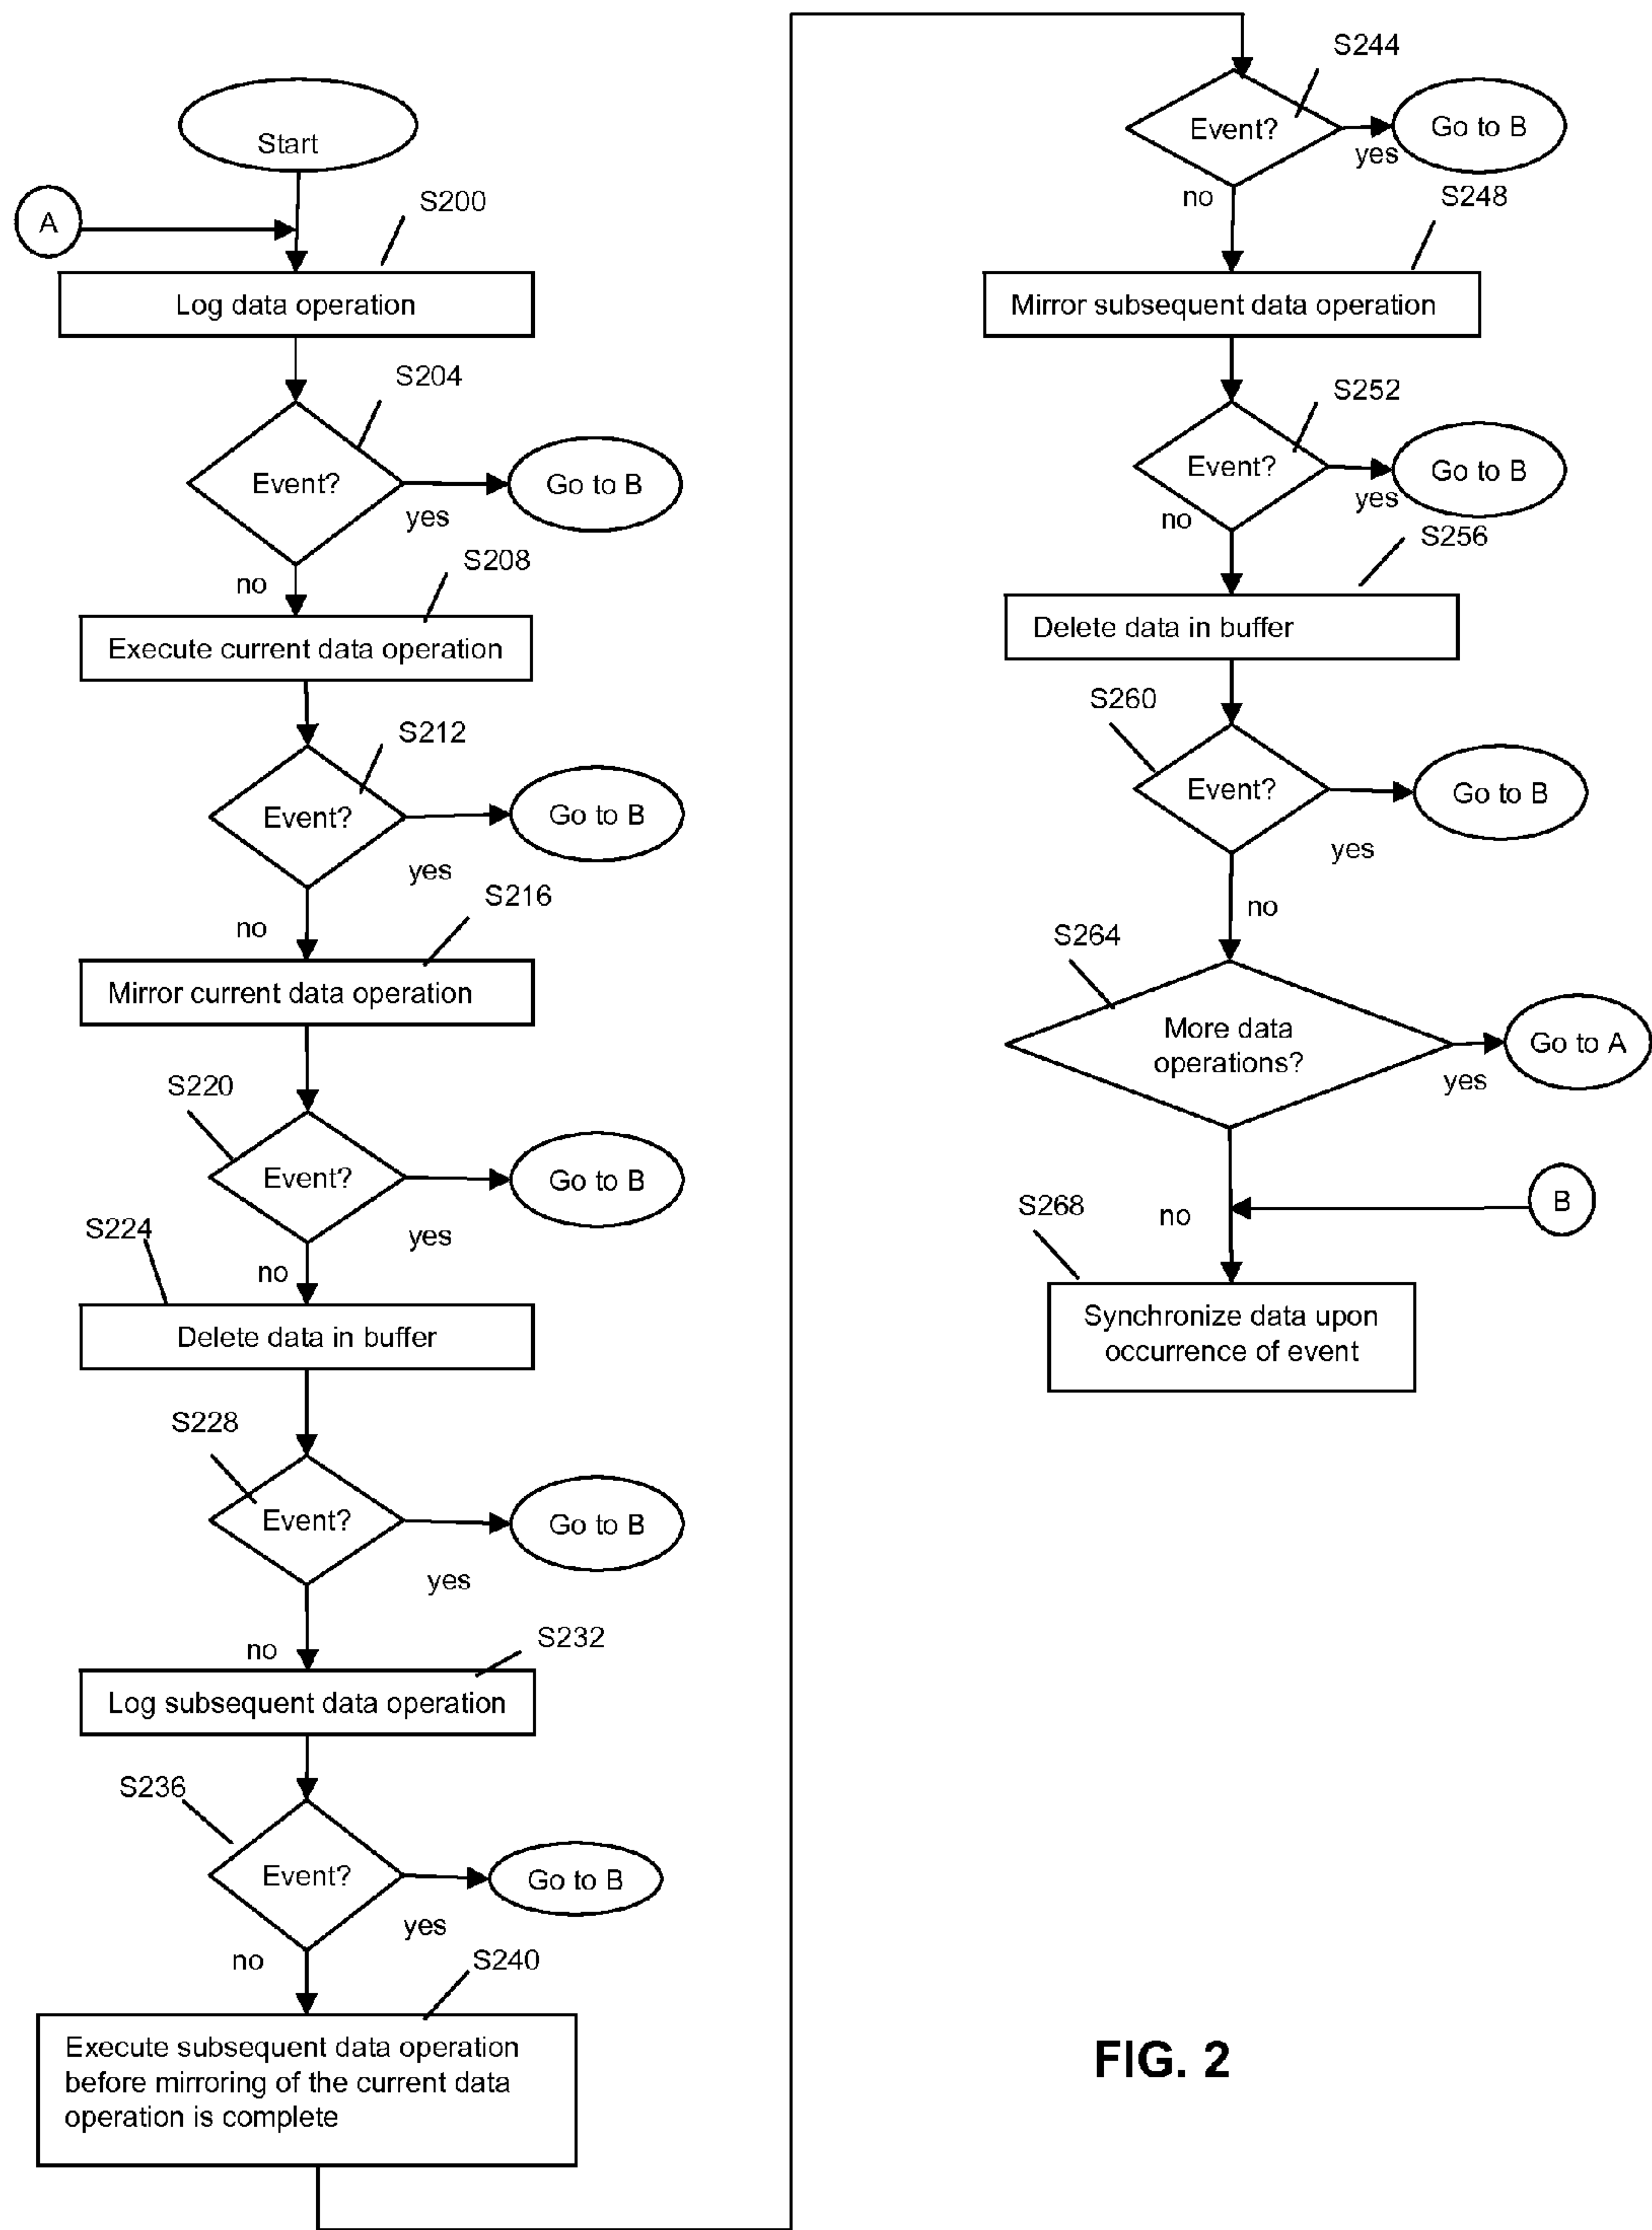 Start
A
S200
Log data operation
S204
Event?
Go to B
yes
no
S208
Execute current data operation
S212
Event?
Go to B
yes
no
S216
Mirror current data operation
S220
Event?
Go to B
yes
no
S224
Delete data in buffer
S228
Event?
Go to B
yes
no
S232
Log subsequent data operation
S236
Event?
Go to B
yes
no
S240
Execute subsequent data operation
before mirroring of the current data
operation is complete
S244
Event?
Go to B
yes
no
S248
Mirror subsequent data operation
S252
Event?
Go to B
yes
no
S256
Delete data in buffer
S260
Event?
Go to B
yes
no
S264
More data
operations?
Go to A
yes
B
no
S268
Synchronize data upon
occurrence of event
FIG. 2